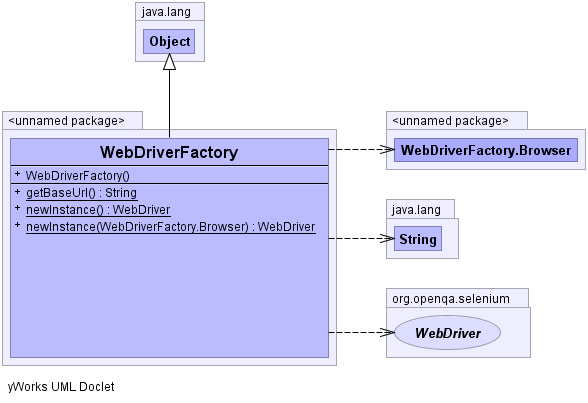 java.lang
Object
<unnamed package>
WebDriverFactory
+ WebDriverFactory()
+ getBaseUrl() : String
+ newInstance() : WebDriver
+ newInstance(WebDriverFactory.Browser) : WebDriver
<unnamed package>
WebDriverFactory.Browser
java.lang
String
org.openqa.selenium
WebDriver
yWorks UML Doclet